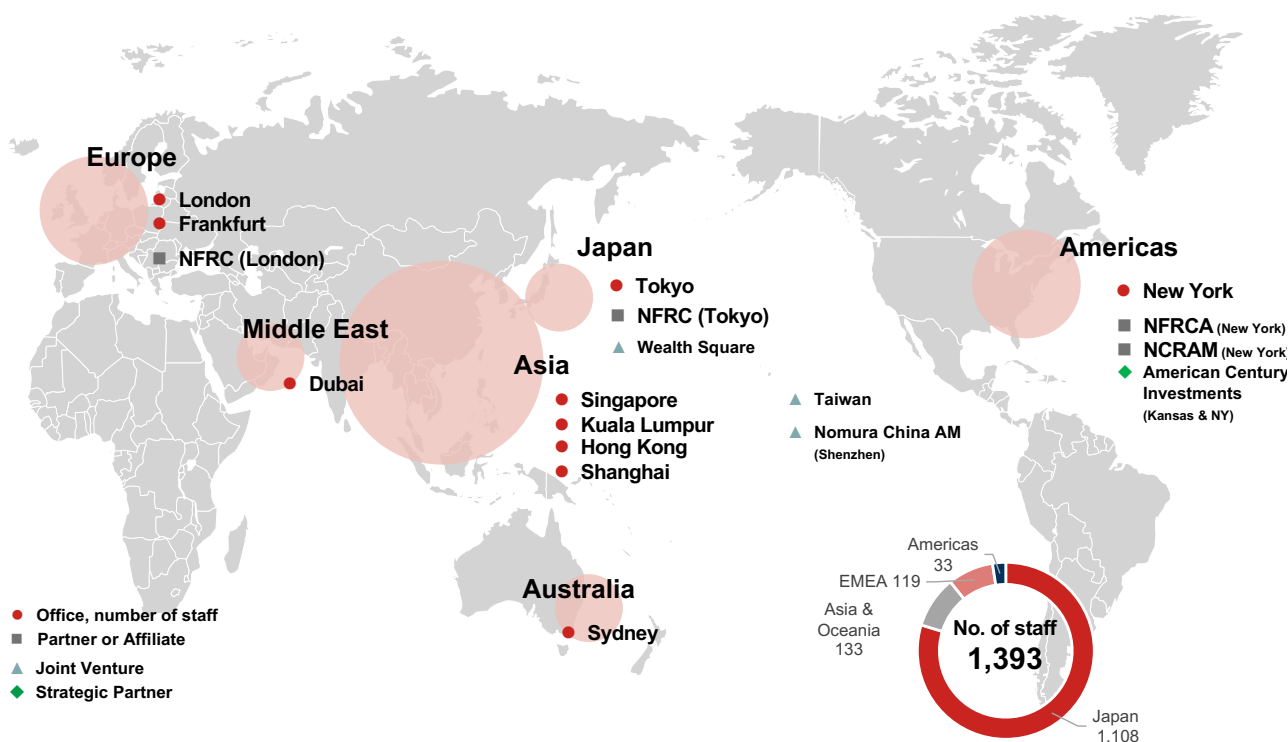 Europe
London
Frankfurt
NFRC (London)
Middle East
Dubai
Japan
Tokyo
NFRC (Tokyo)
Wealth Square
Asia
Singapore
Kuala Lumpur
Hong Kong
Shanghai
Taiwan
Nomura China AM
(Shenzhen)
Americas
New York
NFRCA (New York)
NCRAM (New York)
American Century
Investments
(Kansas & NY)
Australia
Sydney
Office, number of staff
Partner or Affiliate
Joint Venture
Strategic Partner
Americas
33
EMEA 119
Asia &
Oceania
133
No. of staff
1,393
Japan
1,108